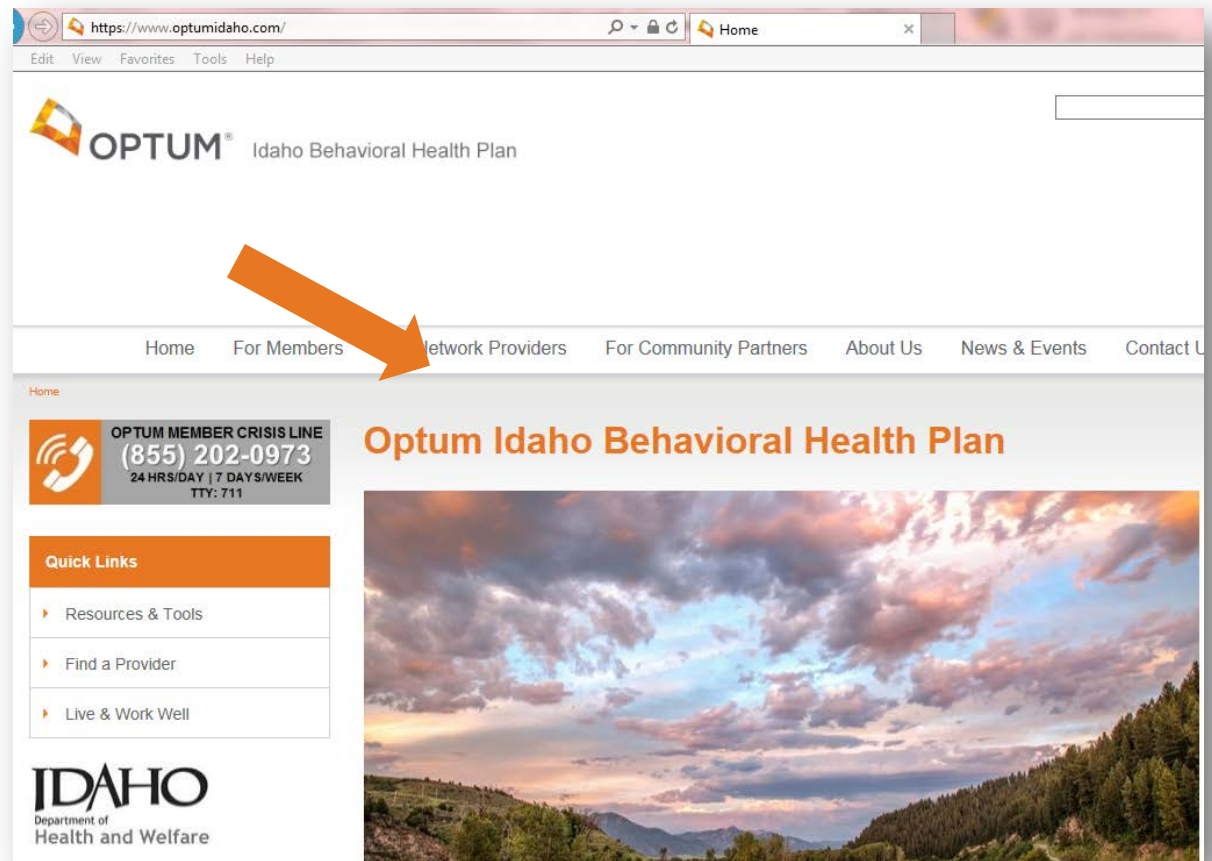 https://www.optumidaho.com/
Home
Edit View Favorites Tools Help
OPTUM® Idaho Behavioral Health Plan
Home For Members Network Providers For Community Partners About Us News & Events Contact U
Home
OPTUM MEMBER CRISIS LINE
(855) 202-0973
24 HRS/DAY | 7 DAYS/WEEK
TTY: 711
Optum Idaho Behavioral Health Plan
Quick Links
Resources & Tools
Find a Provider
Live & Work Well
IDAHO
Department of
Health and Welfare